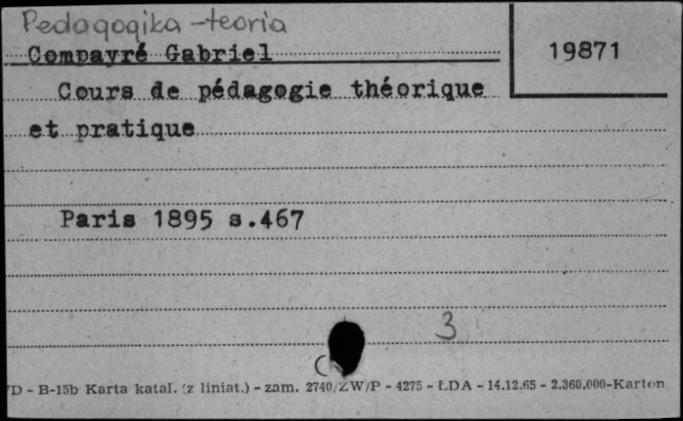 Pedagogika - teoria
Compayré Gabriel
19871
Cours de pédagogie théorique
et pratique
Paris 1895 s.467
3
D - B-15b Karta katal. (z liniat.) - zam. 2740/ZW/P - 4275 - ŁDA - 14.12.65 - 2.360.000-Karton